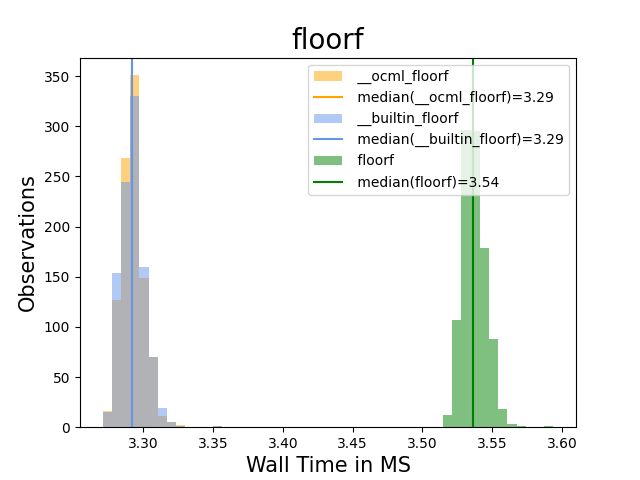 floorf
__ocml_floorf
median(__ocml_floorf)=3.29
__builtin_floorf
median(__builtin_floorf)=3.29
floorf
median(floorf)=3.54
Observations
350
300
250
200
150
100
50
0
3.30 3.35 3.40 3.45 3.50 3.55 3.60
Wall Time in MS